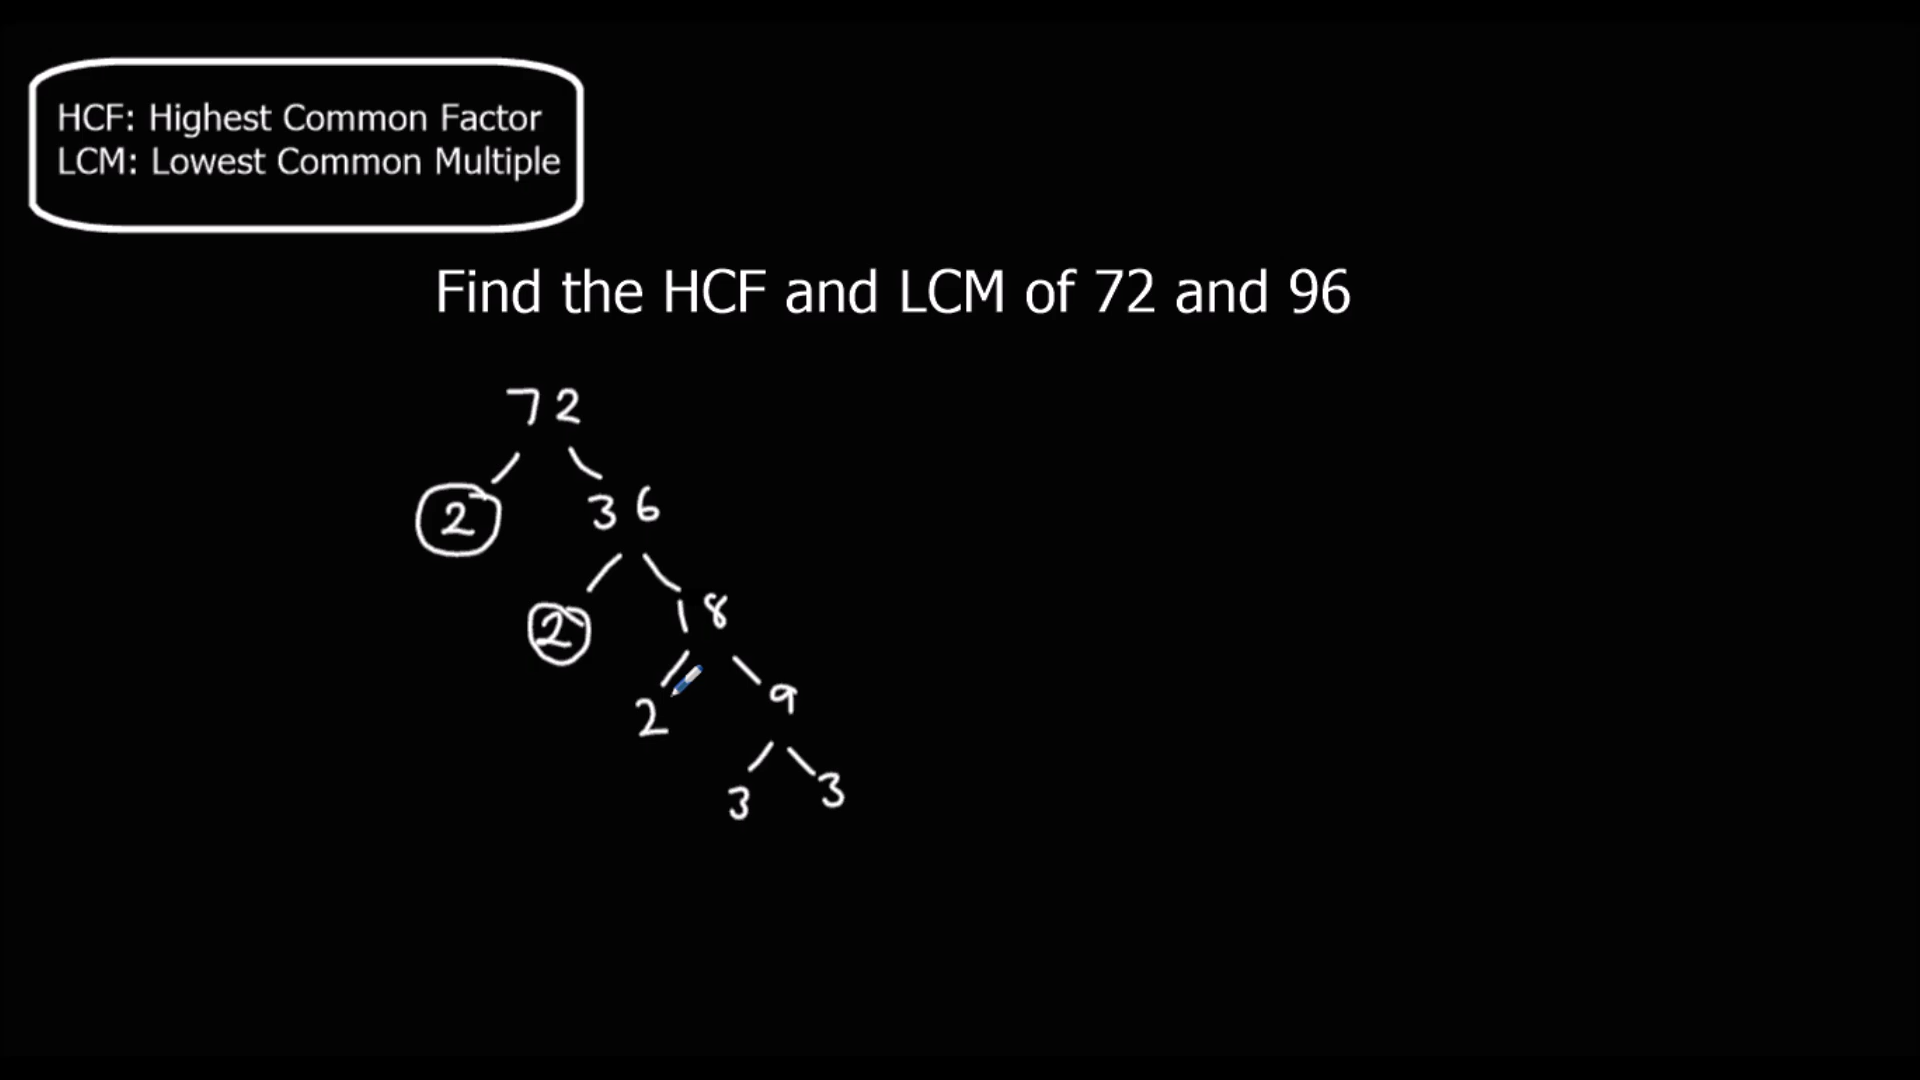 HCF: Highest Common Factor
LCM: Lowest Common Multiple
Find the HCF and LCM of 72 and 96
72
2 36
2 18
2 9
3 3